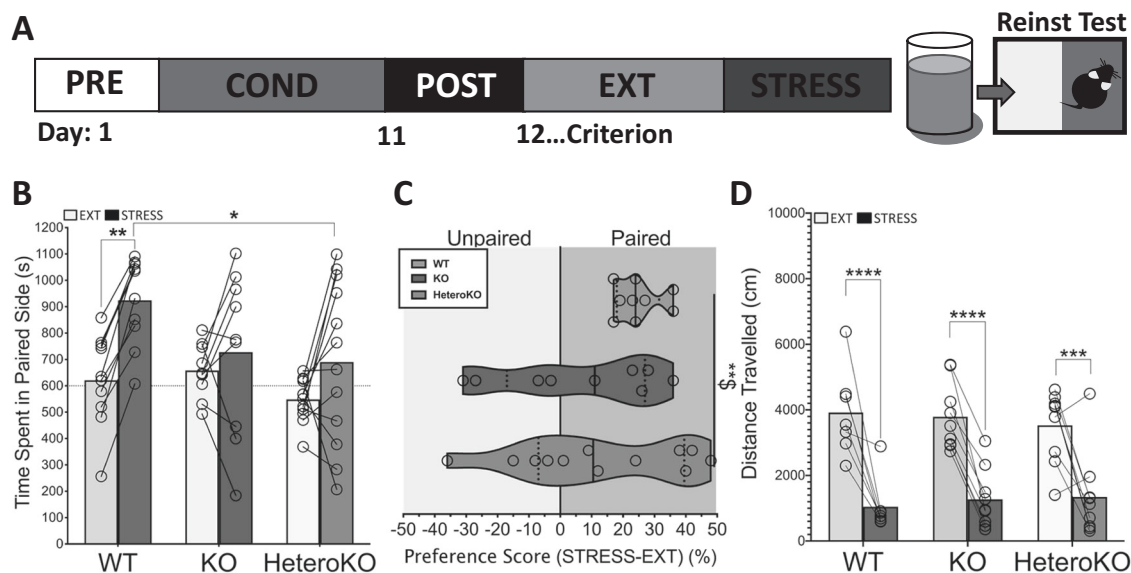 A
Reinst Test
PRE COND POST EXT STRESS
Day: 1 11 12...Criterion
B
EXT STRESS
Time Spent in Paired Side (s)
1200
1100
1000
900
800
700
600
500
400
300
200
100
0
**
*
WT KO HeteroKO
C
Unpaired Paired
WT
KO
HeteroKO
$**
-50 -40 -30 -20 -10 0 10 20 30 40 50
Preference Score (STRESS-EXT) (%)
D
EXT STRESS
Distance Travelled (cm)
10000
8000
6000
4000
2000
0
****
****
***
WT KO HeteroKO